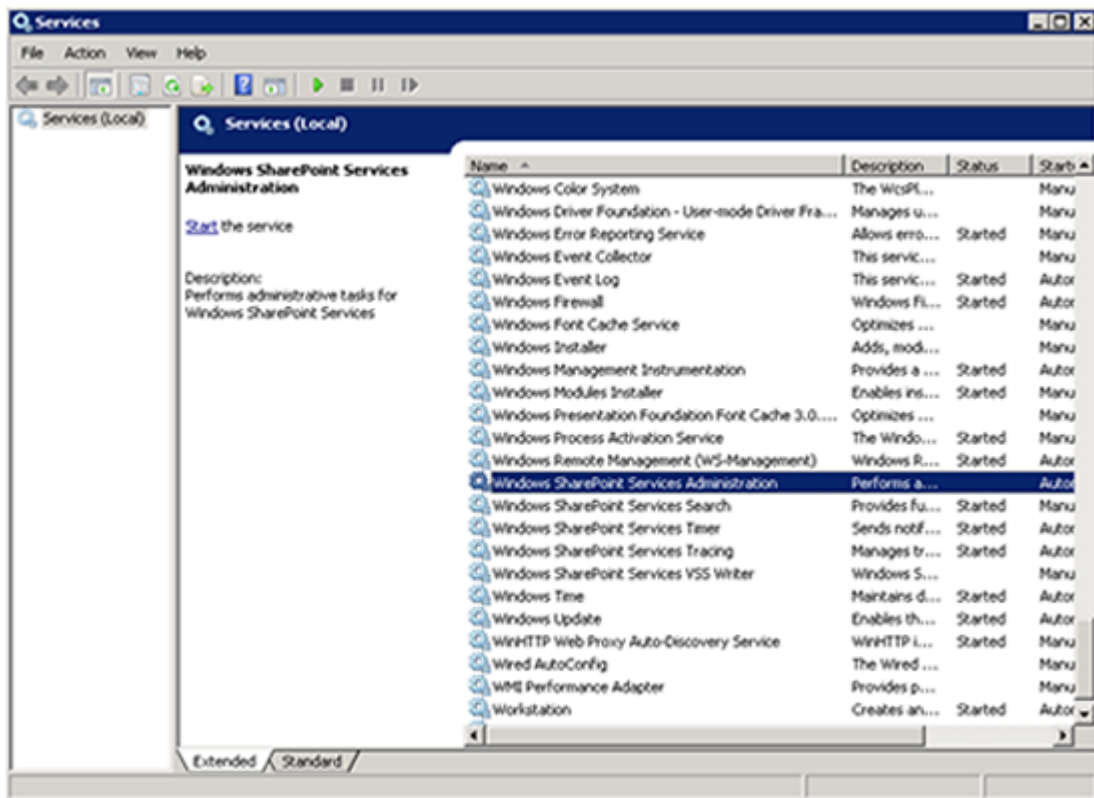 Services
File Action View Help
Services (Local)
Services (Local)
Windows SharePoint Services
Administration
Start the service
Description:
Performs administrative tasks for
Windows SharePoint Services
Name Description Status Start
Windows Color System The WcsPl... Manu
Windows Driver Foundation - User-mode Driver Fra... Manages u... Manu
Windows Error Reporting Service Allows erro... Started Manu
Windows Event Collector This servic... Manu
Windows Event Log This servic... Started Autor
Windows Firewall Windows Fi... Started Autor
Windows Font Cache Service Optimizes ... Manu
Windows Installer Adds, modi... Manu
Windows Management Instrumentation Provides a ... Started Autor
Windows Modules Installer Enables ins... Started Manu
Windows Presentation Foundation Font Cache 3.0.... Optimizes ... Manu
Windows Process Activation Service The Windo... Started Manu
Windows Remote Management (WS-Management) Windows R... Started Autor
Windows SharePoint Services Administration Performs a... Autor
Windows SharePoint Services Search Provides fu... Started Manu
Windows SharePoint Services Timer Sends notif... Started Autor
Windows SharePoint Services Tracing Manages tr... Started Autor
Windows SharePoint Services VSS Writer Windows S... Manu
Windows Time Maintains d... Started Autor
Windows Update Enables th... Started Autor
WinHTTP Web Proxy Auto-Discovery Service WinHTTP i... Started Manu
Wired AutoConfig The Wired ... Manu
WMI Performance Adapter Provides p... Manu
Workstation Creates an... Started Autor
Extended Standard